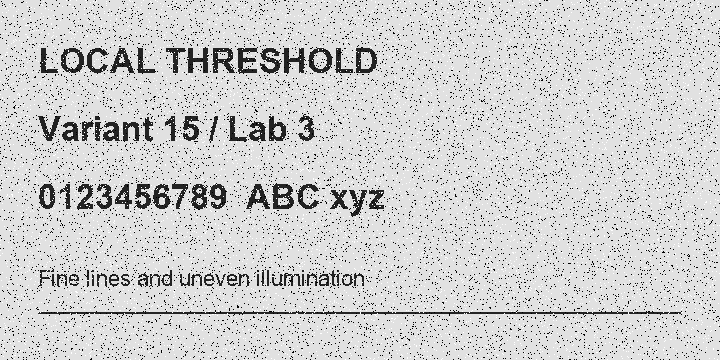 LOCAL THRESHOLD
Variant 15 / Lab 3
0123456789  ABC xyz
Fine lines and uneven illumination